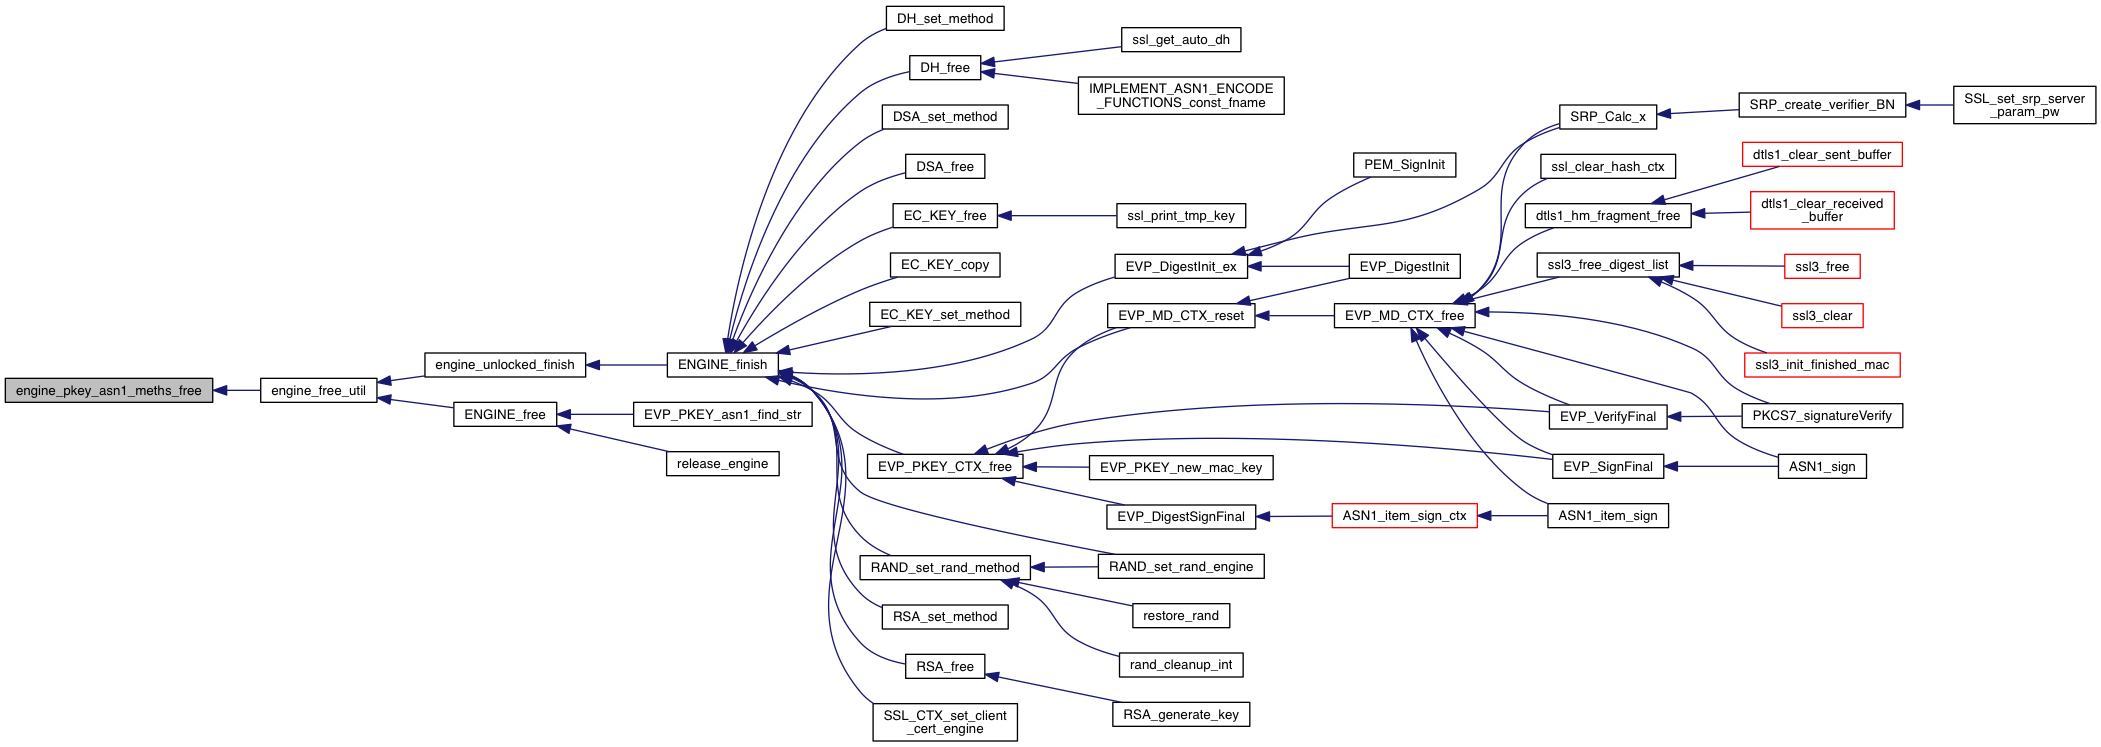 DH_set_method
ssl_get_auto_dh
DH_free
IMPLEMENT_ASN1_ENCODE
_FUNCTIONS_const_fname
DSA_set_method
SRP_Calc_x
SRP_create_verifier_BN
SSL_set_srp_server
_param_pw
DSA_free
PEM_SignInit
ssl_clear_hash_ctx
dtls1_clear_sent_buffer
EC_KEY_free
ssl_print_tmp_key
dtls1_hm_fragment_free
dtls1_clear_received
_buffer
EC_KEY_copy
EVP_DigestInit_ex
EVP_DigestInit
ssl3_free_digest_list
ssl3_free
EC_KEY_set_method
EVP_MD_CTX_reset
EVP_MD_CTX_free
ssl3_clear
engine_unlocked_finish
ENGINE_finish
ssl3_init_finished_mac
engine_pkey_asn1_meths_free
engine_free_util
ENGINE_free
EVP_PKEY_asn1_find_str
EVP_VerifyFinal
PKCS7_signatureVerify
release_engine
EVP_PKEY_CTX_free
EVP_PKEY_new_mac_key
EVP_SignFinal
ASN1_sign
EVP_DigestSignFinal
ASN1_item_sign_ctx
ASN1_item_sign
RAND_set_rand_method
RAND_set_rand_engine
RSA_set_method
restore_rand
RSA_free
rand_cleanup_int
SSL_CTX_set_client
_cert_engine
RSA_generate_key